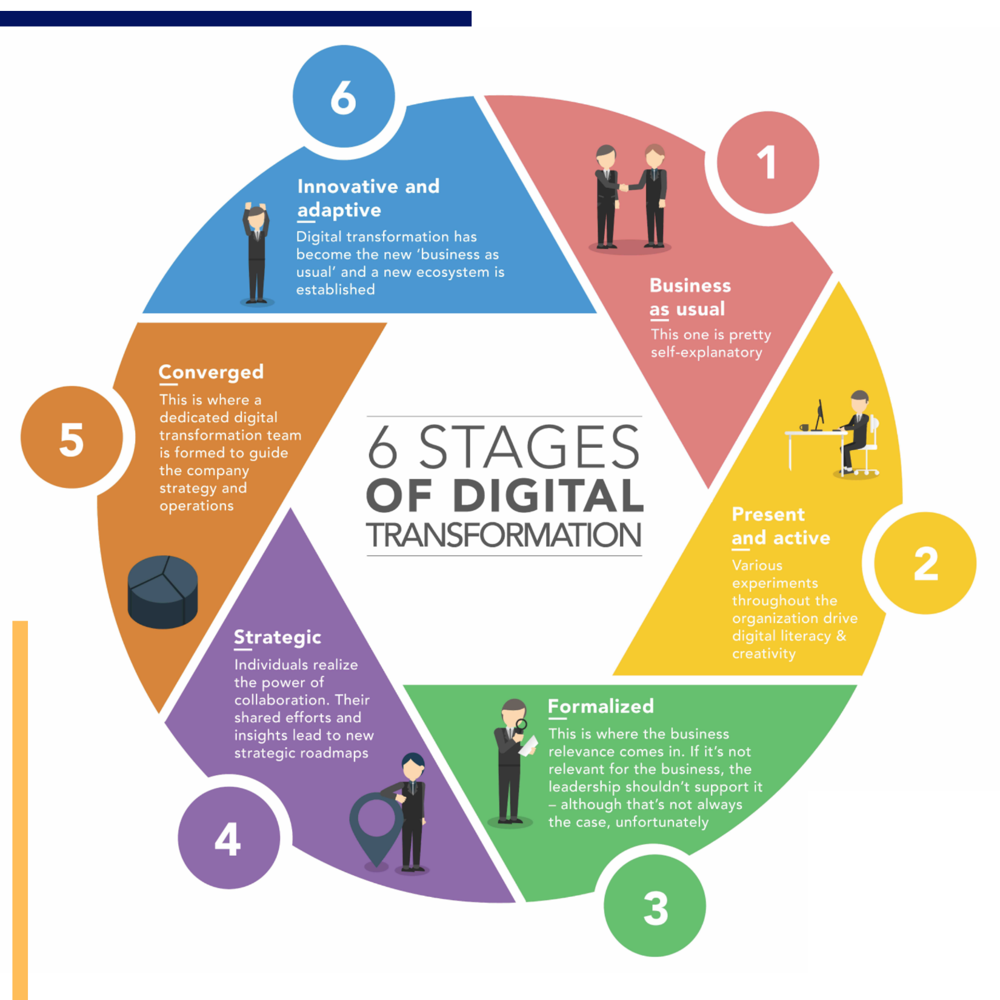 6 STAGES
OF DIGITAL
TRANSFORMATION
1
Business
as usual
This one is pretty
self-explanatory
2
Present
and active
Various
experiments
throughout the
organization drive
digital literacy &
creativity
3
Formalized
This is where the business
relevance comes in. If it's not
relevant for the business, the
leadership shouldn't support it
– although that's not always
the case, unfortunately
4
Strategic
Individuals realize
the power of
collaboration. Their
shared efforts and
insights lead to new
strategic roadmaps
5
Converged
This is where a
dedicated digital
transformation team
is formed to guide
the company
strategy and
operations
6
Innovative and
adaptive
Digital transformation has
become the new 'business as
usual' and a new ecosystem is
established